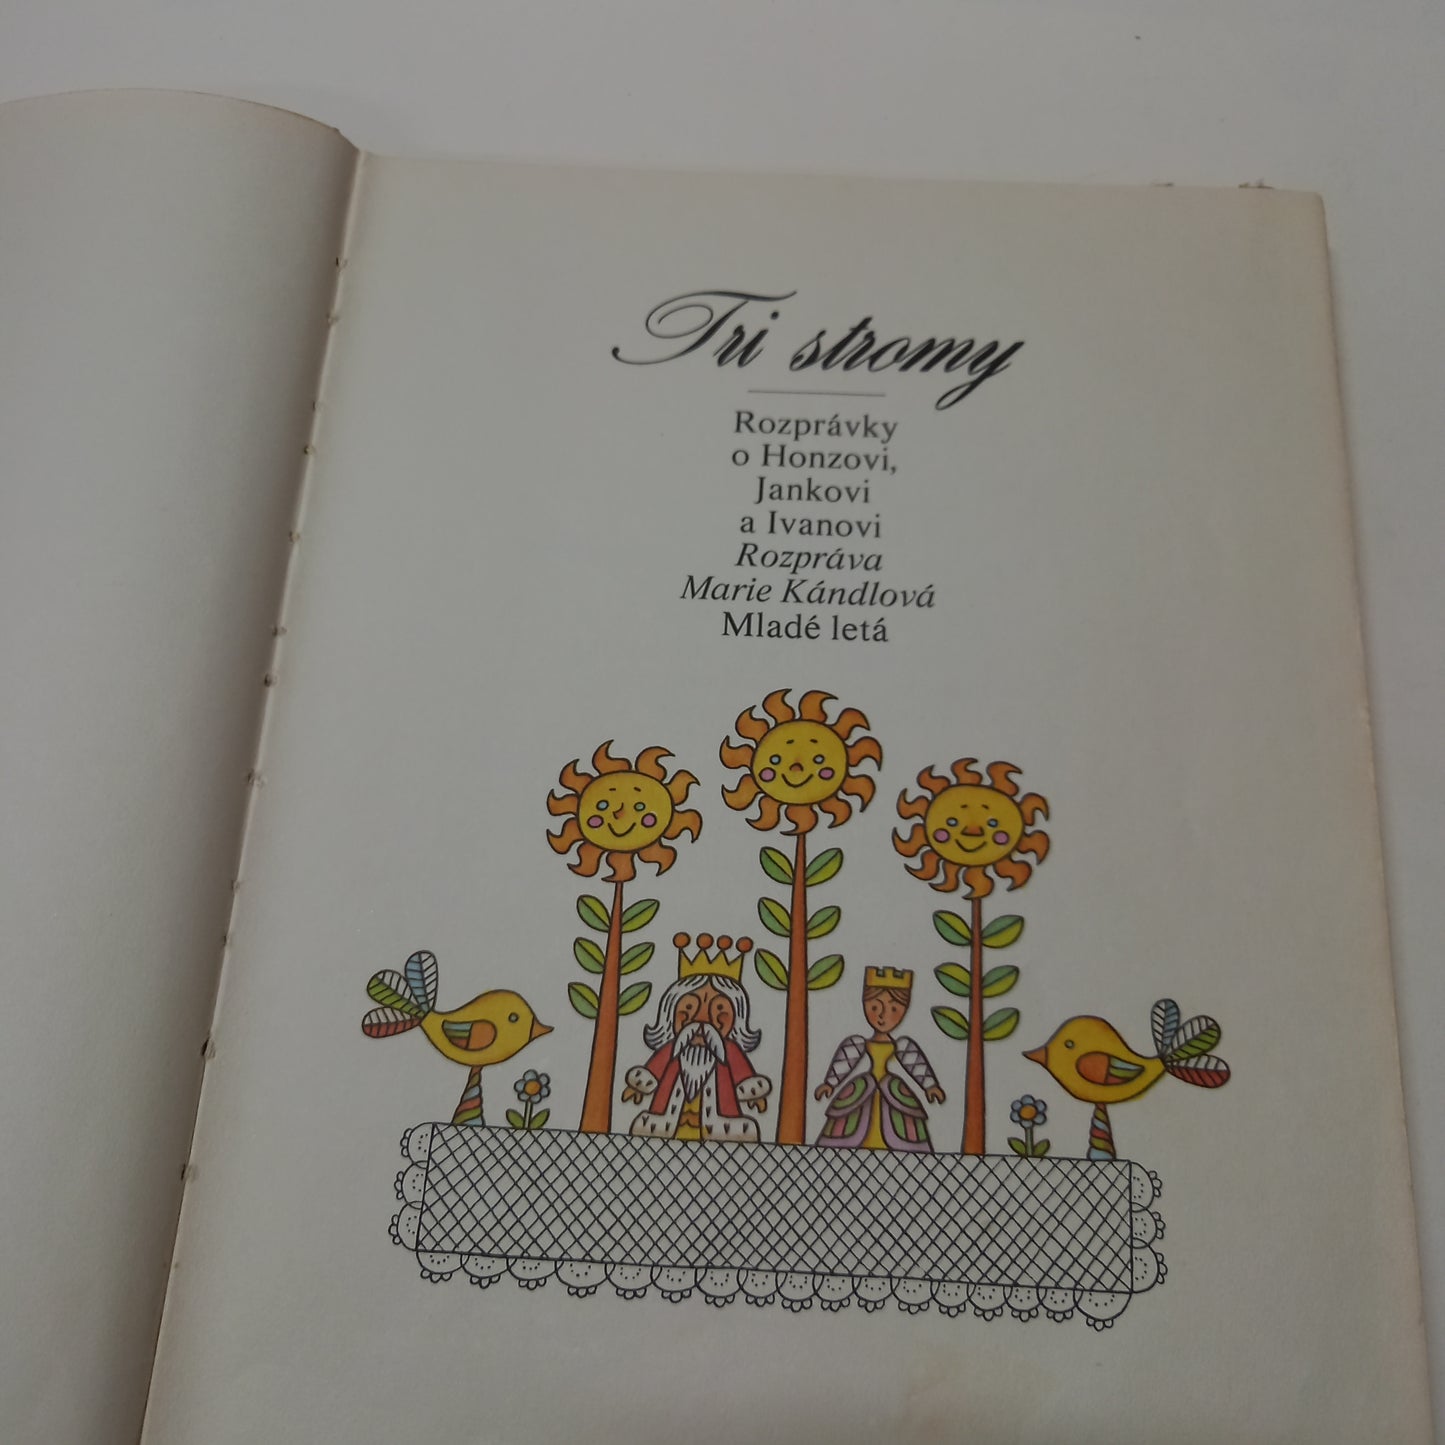 Tri stromy
Rozprávky
o Honzovi,
Jankovi
a Ivanovi
Rozpráva
Marie Kándlová
Mladé letá